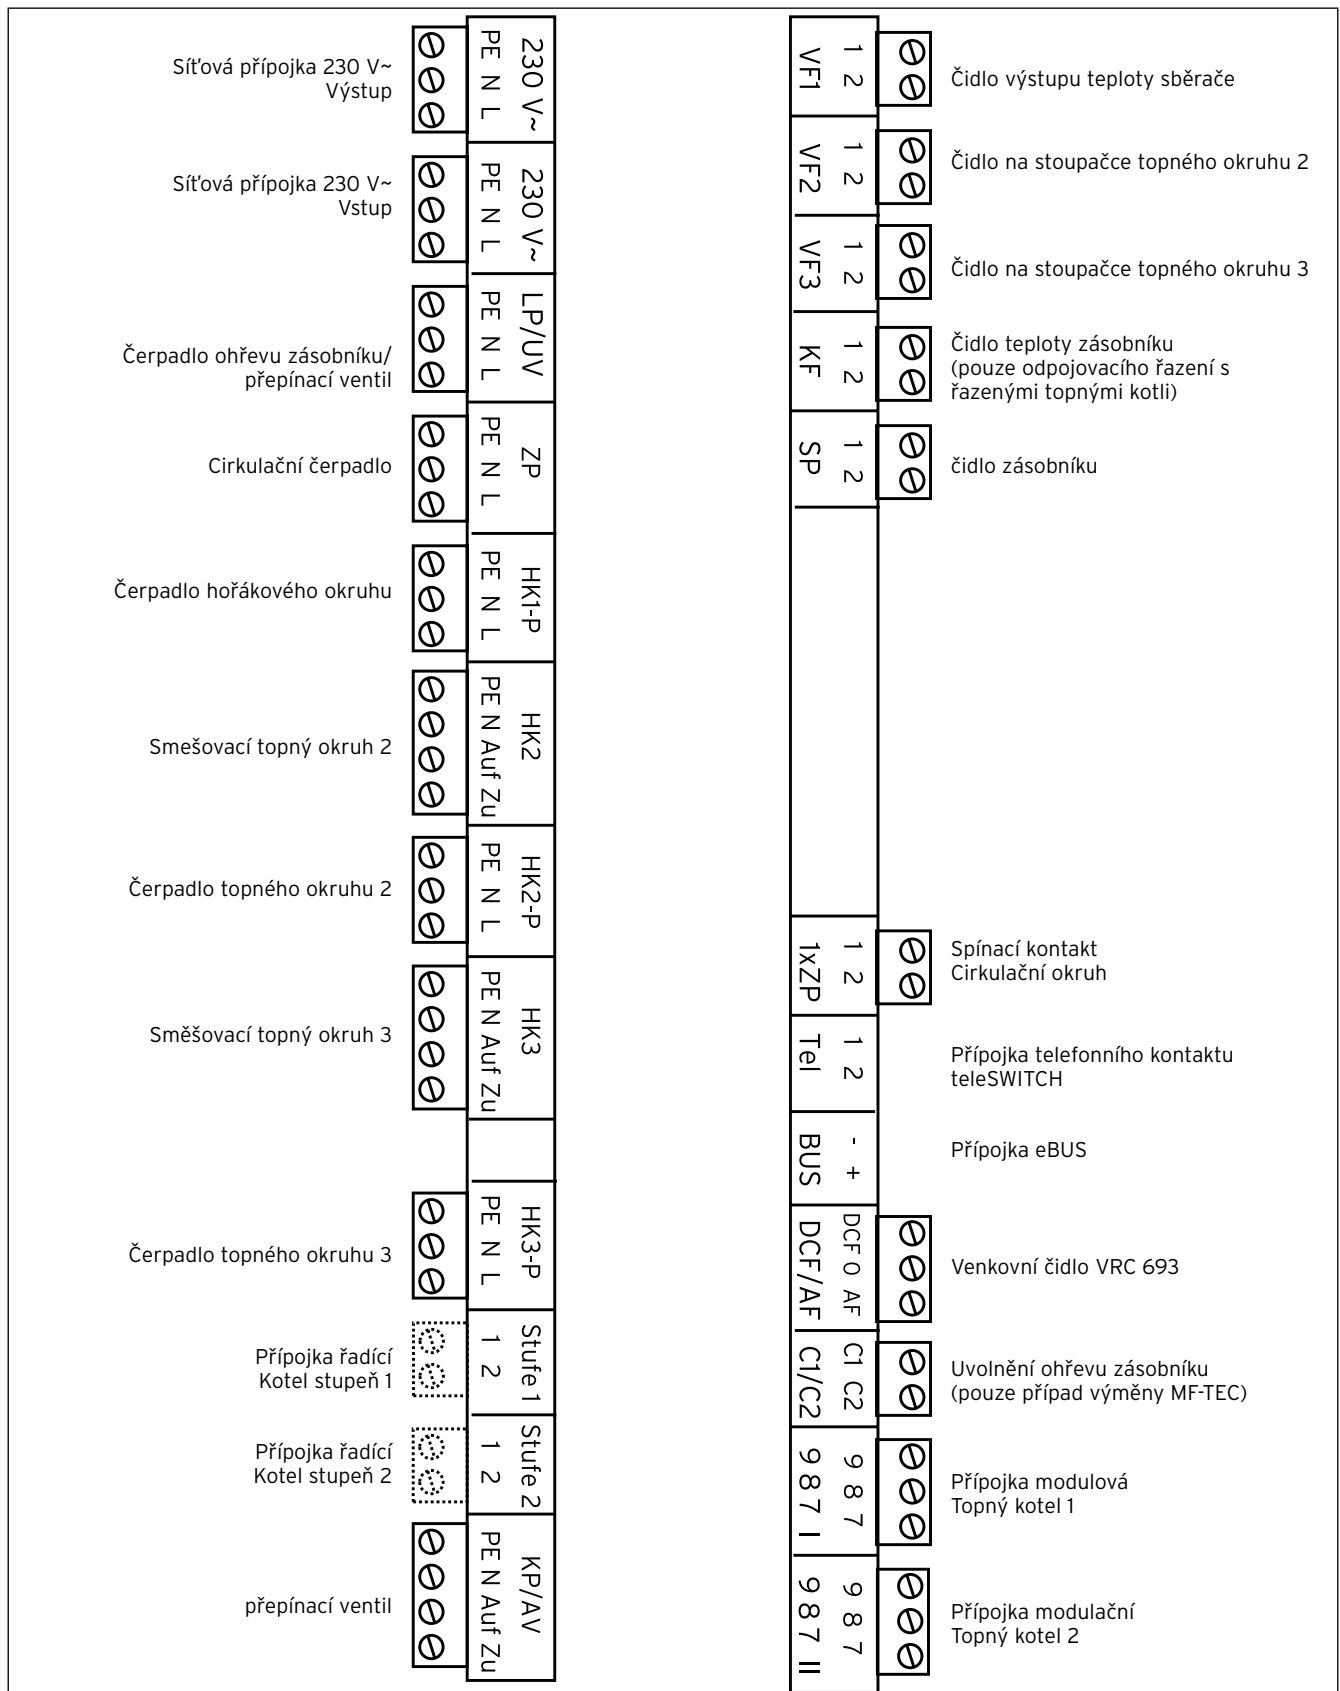 Síťová přípojka 230 V~
Výstup
PE N L
230 V~
Síťová přípojka 230 V~
Vstup
PE N L
230 V~
Čerpadlo ohřevu zásobníku/
přepínací ventil
PE N L
LP/UV
Cirkulační čerpadlo
PE N L
ZP
Čerpadlo hořákového okruhu
PE N L
HK1-P
Smešovací topný okruh 2
PE N Auf Zu
HK2
Čerpadlo topného okruhu 2
PE N L
HK2-P
Směšovací topný okruh 3
PE N Auf Zu
HK3
Čerpadlo topného okruhu 3
PE N L
HK3-P
Přípojka řadící
Kotel stupeň 1
1 2
Stufe 1
Přípojka řadící
Kotel stupeň 2
1 2
Stufe 2
přepínací ventil
PE N Auf Zu
KP/AV
VF1
1 2
Čidlo výstupu teploty sběrače
VF2
1 2
Čidlo na stoupačce topného okruhu 2
VF3
1 2
Čidlo na stoupačce topného okruhu 3
KF
1 2
Čidlo teploty zásobníku
(pouze odpojovacího řazení s
řazenými topnými kotli)
SP
1 2
čidlo zásobníku
1xZP
1 2
Spínací kontakt
Cirkulační okruh
Tel
1 2
Přípojka telefonního kontaktu
teleSWITCH
BUS
- +
Přípojka eBUS
DCF/AF
DCF O AF
Venkovní čidlo VRC 693
C1/C2
C1 C2
Uvolnění ohřevu zásobníku
(pouze případ výměny MF-TEC)
9 8 7 I
9 8 7
Přípojka modulová
Topný kotel 1
9 8 7 II
9 8 7
Přípojka modulační
Topný kotel 2